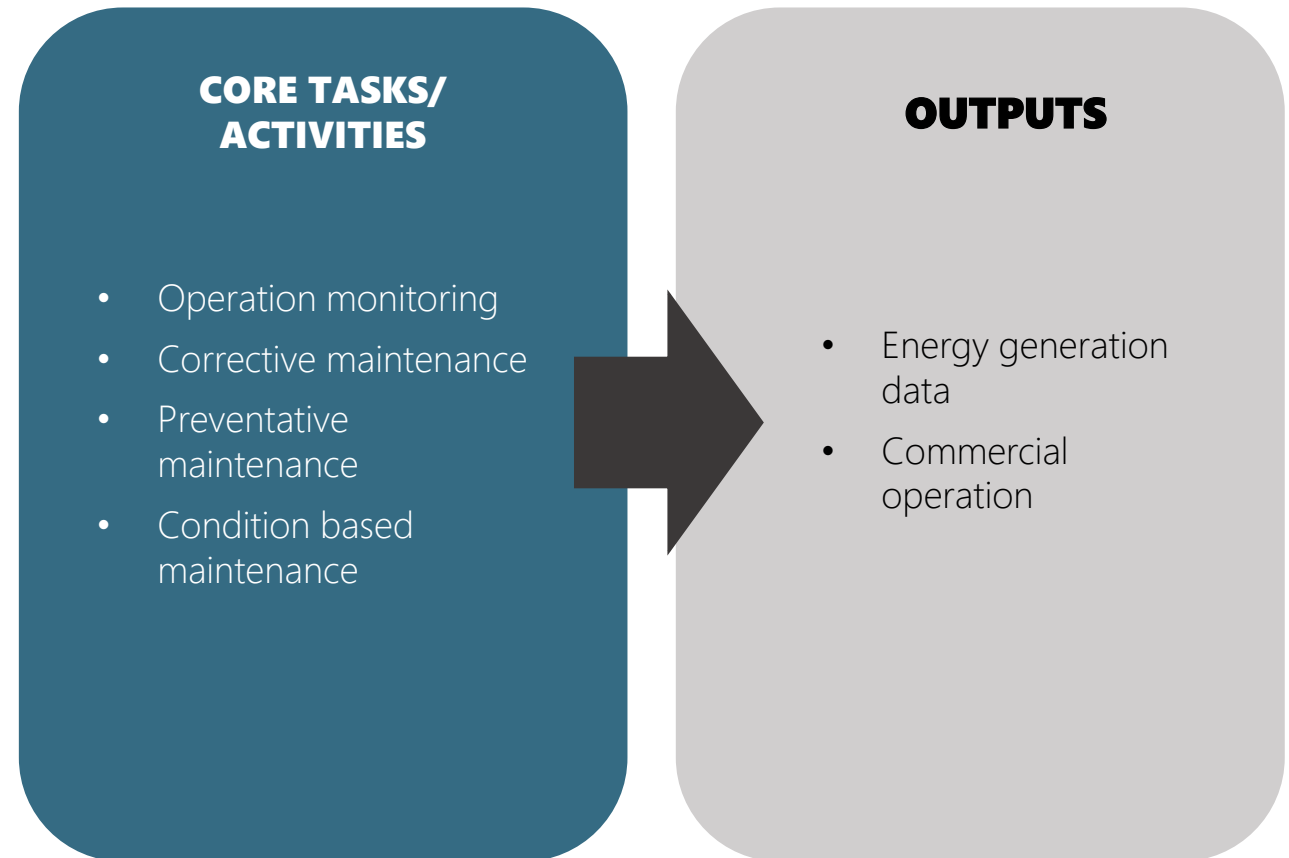 CORE TASKS/
ACTIVITIES
• Operation monitoring
• Corrective maintenance
• Preventative
maintenance
• Condition based
maintenance
OUTPUTS
• Energy generation
data
• Commercial
operation